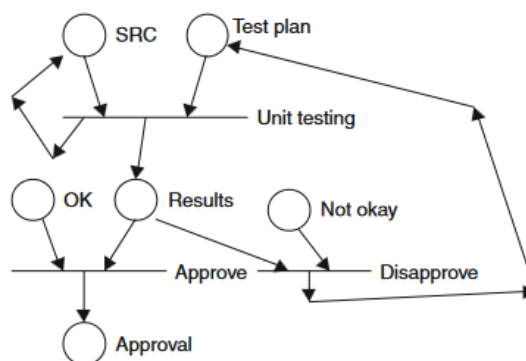 SRC
Test plan
Unit testing
OK
Results
Not okay
Approve
Disapprove
Approval